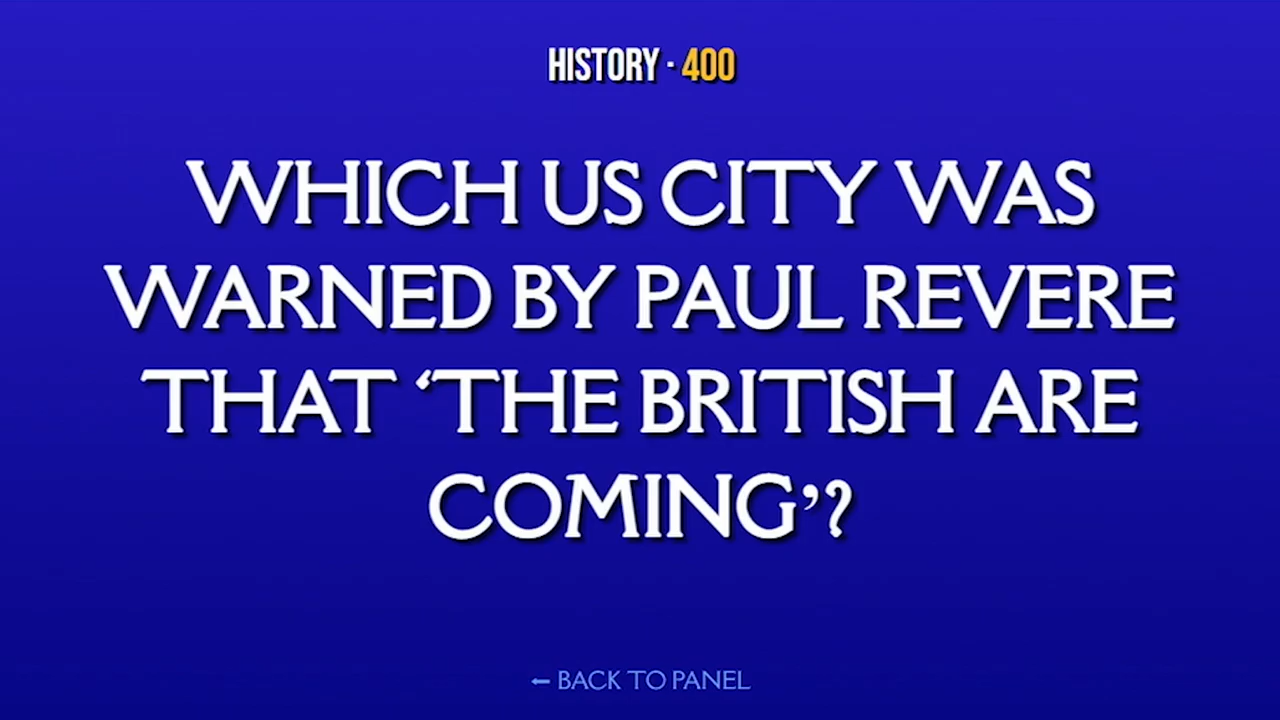 HISTORY · 400
WHICH US CITY WAS
WARNED BY PAUL REVERE
THAT ‘THE BRITISH ARE
COMING’?
← BACK TO PANEL